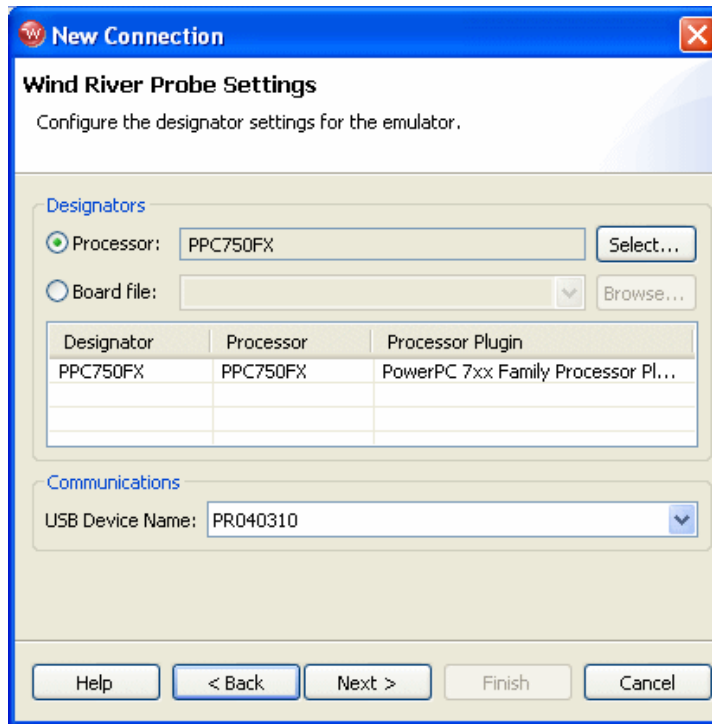 New Connection
Wind River Probe Settings
Configure the designator settings for the emulator.
Designators
Processor: PPC750FX Select...
Board file: Browse...
Designator Processor Processor Plugin
PPC750FX PPC750FX PowerPC 7xx Family Processor Pl...
Communications
USB Device Name: PR040310
Help < Back Next > Finish Cancel